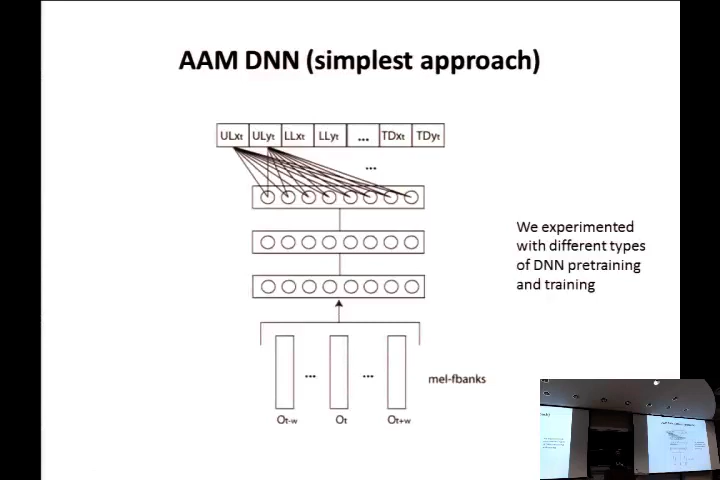 AAM DNN (simplest approach)
ULxt ULyt LLxt LLyt ... TDxt TDyt
...
We experimented
with different types
of DNN pretraining
and training
... ...
mel-fbanks
Ot-w Ot Ot+w